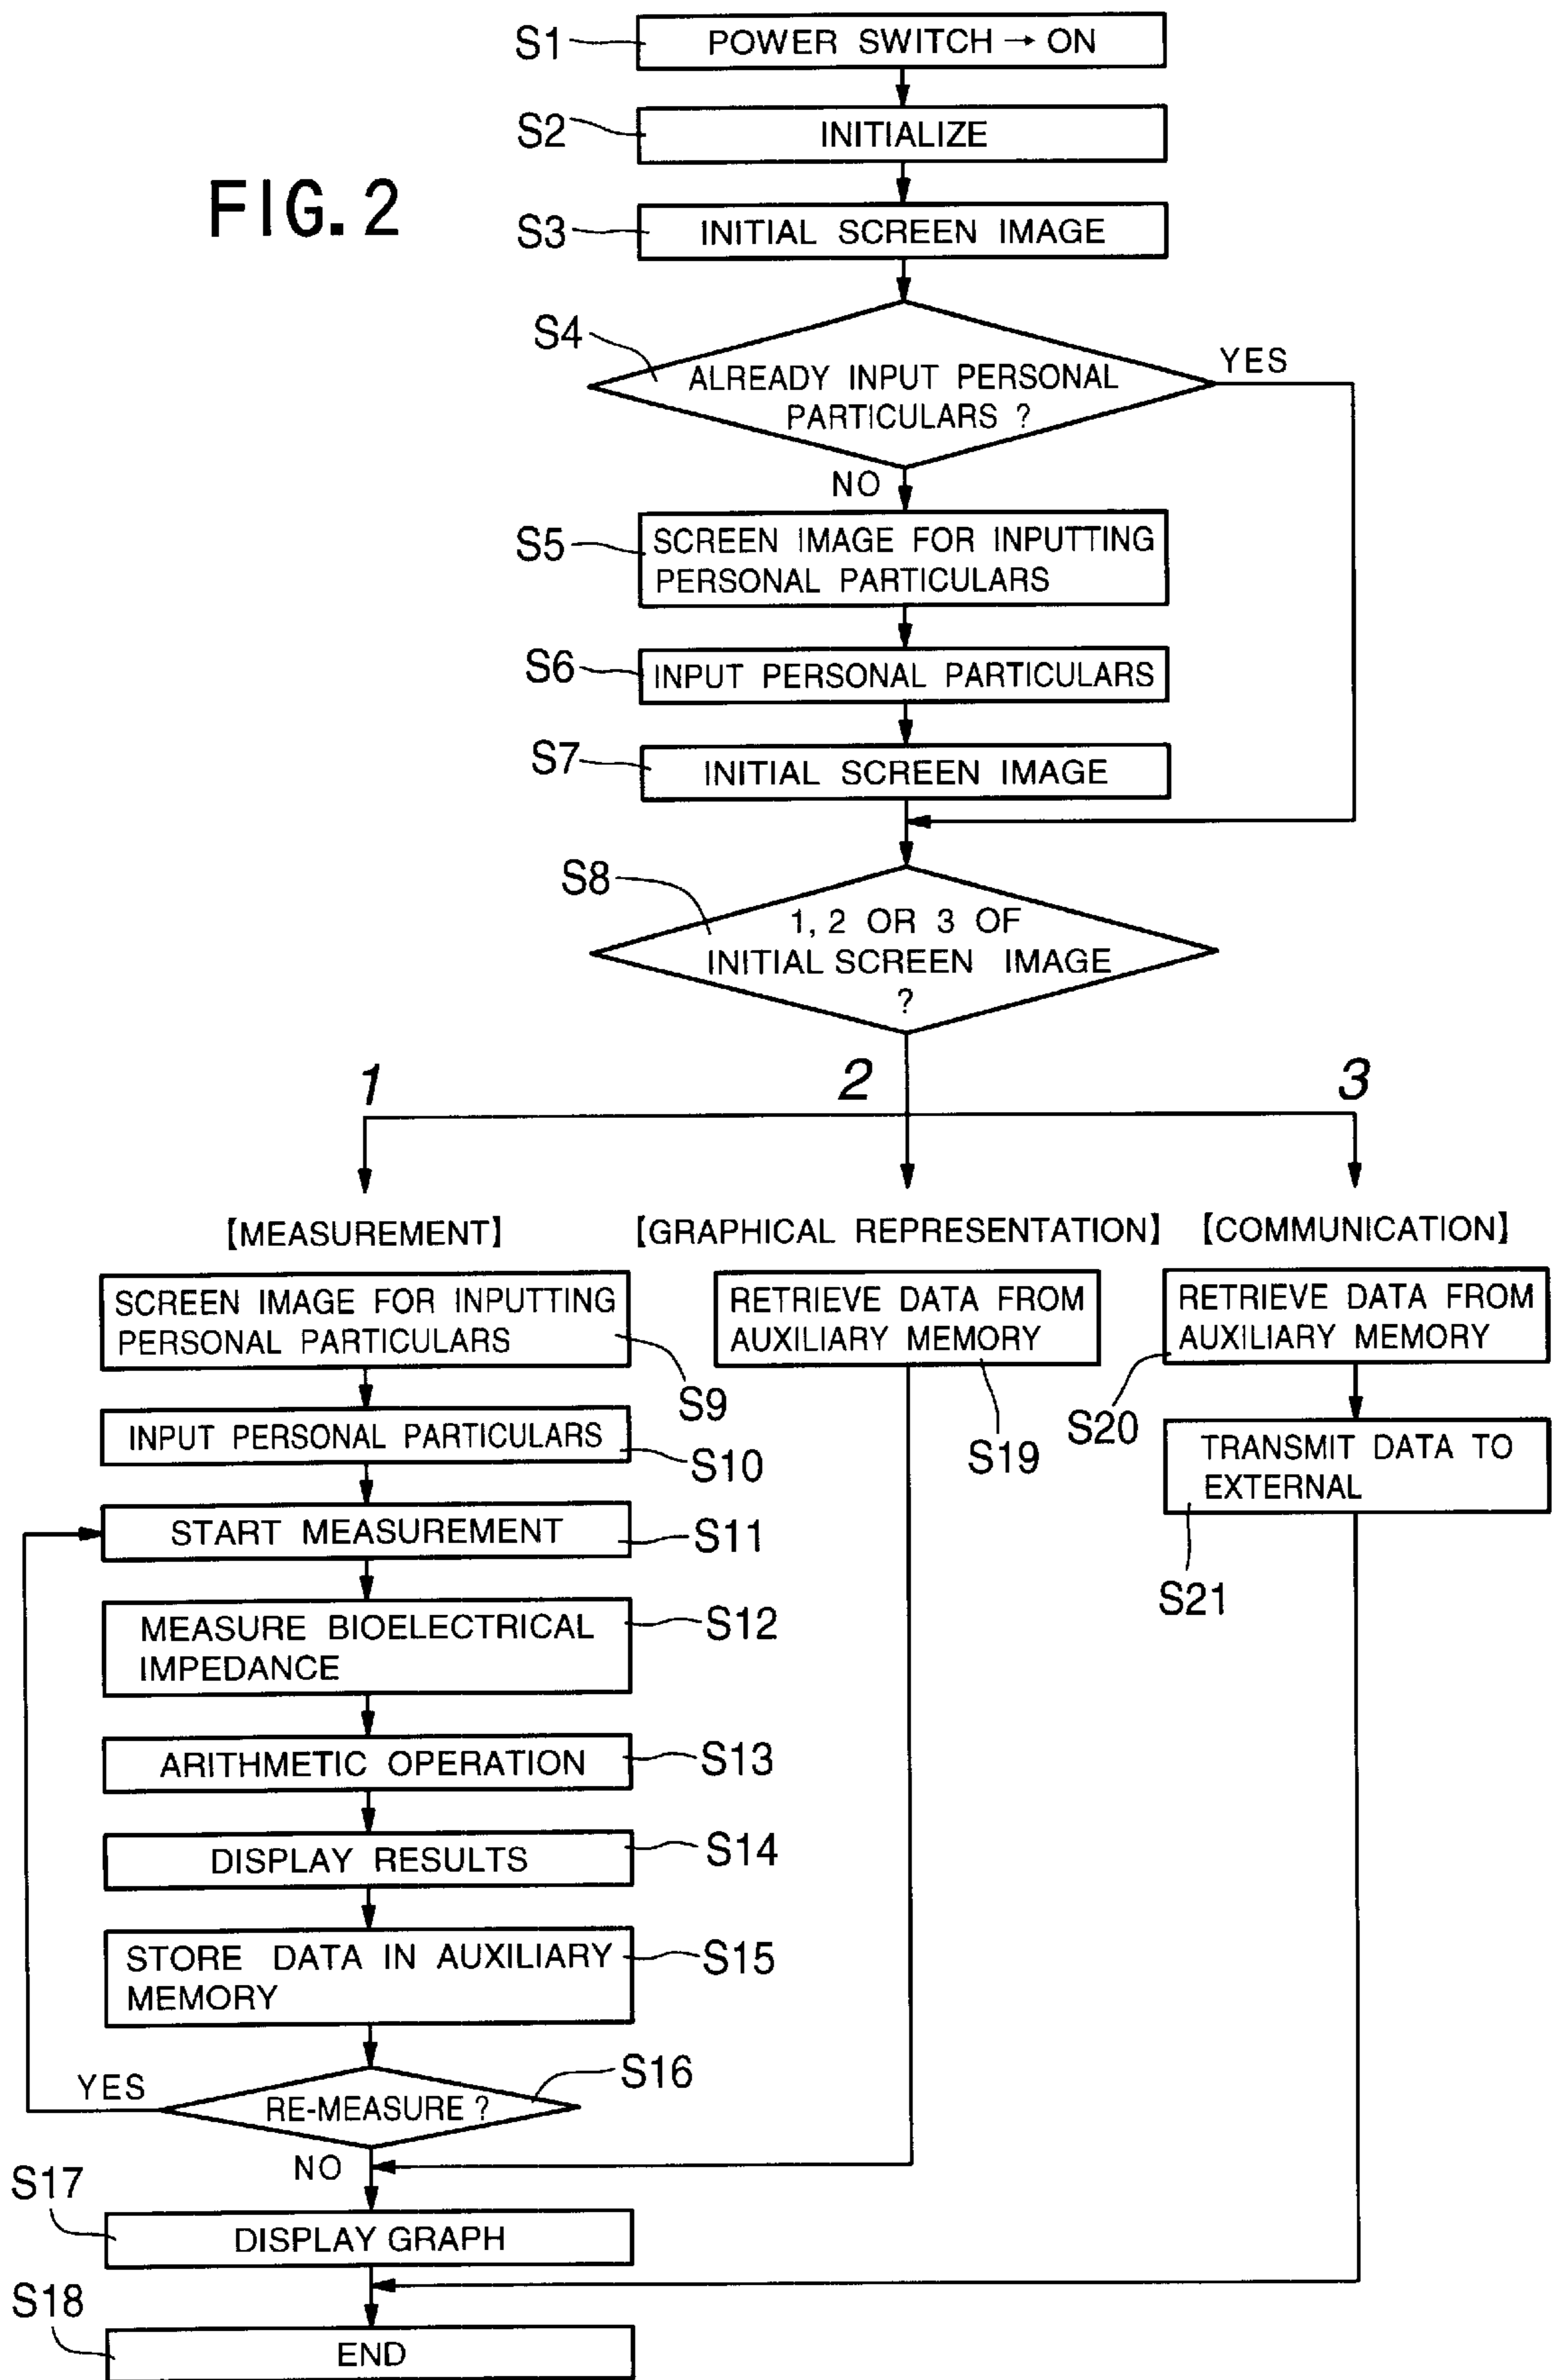 FIG. 2
S1
POWER SWITCH → ON
S2
INITIALIZE
S3
INITIAL SCREEN IMAGE
S4
ALREADY INPUT PERSONAL
PARTICULARS ?
YES
NO
S5
SCREEN IMAGE FOR INPUTTING
PERSONAL PARTICULARS
S6
INPUT PERSONAL PARTICULARS
S7
INITIAL SCREEN IMAGE
S8
1, 2 OR 3 OF
INITIAL SCREEN IMAGE
?
1
2
3
【MEASUREMENT】
SCREEN IMAGE FOR INPUTTING
PERSONAL PARTICULARS
S9
INPUT PERSONAL PARTICULARS
S10
START MEASUREMENT
S11
MEASURE BIOELECTRICAL
IMPEDANCE
S12
ARITHMETIC OPERATION
S13
DISPLAY RESULTS
S14
STORE DATA IN AUXILIARY
MEMORY
S15
RE-MEASURE ?
S16
YES
NO
S17
DISPLAY GRAPH
S18
END
【GRAPHICAL REPRESENTATION】
RETRIEVE DATA FROM
AUXILIARY MEMORY
S19
【COMMUNICATION】
RETRIEVE DATA FROM
AUXILIARY MEMORY
S20
TRANSMIT DATA TO
EXTERNAL
S21